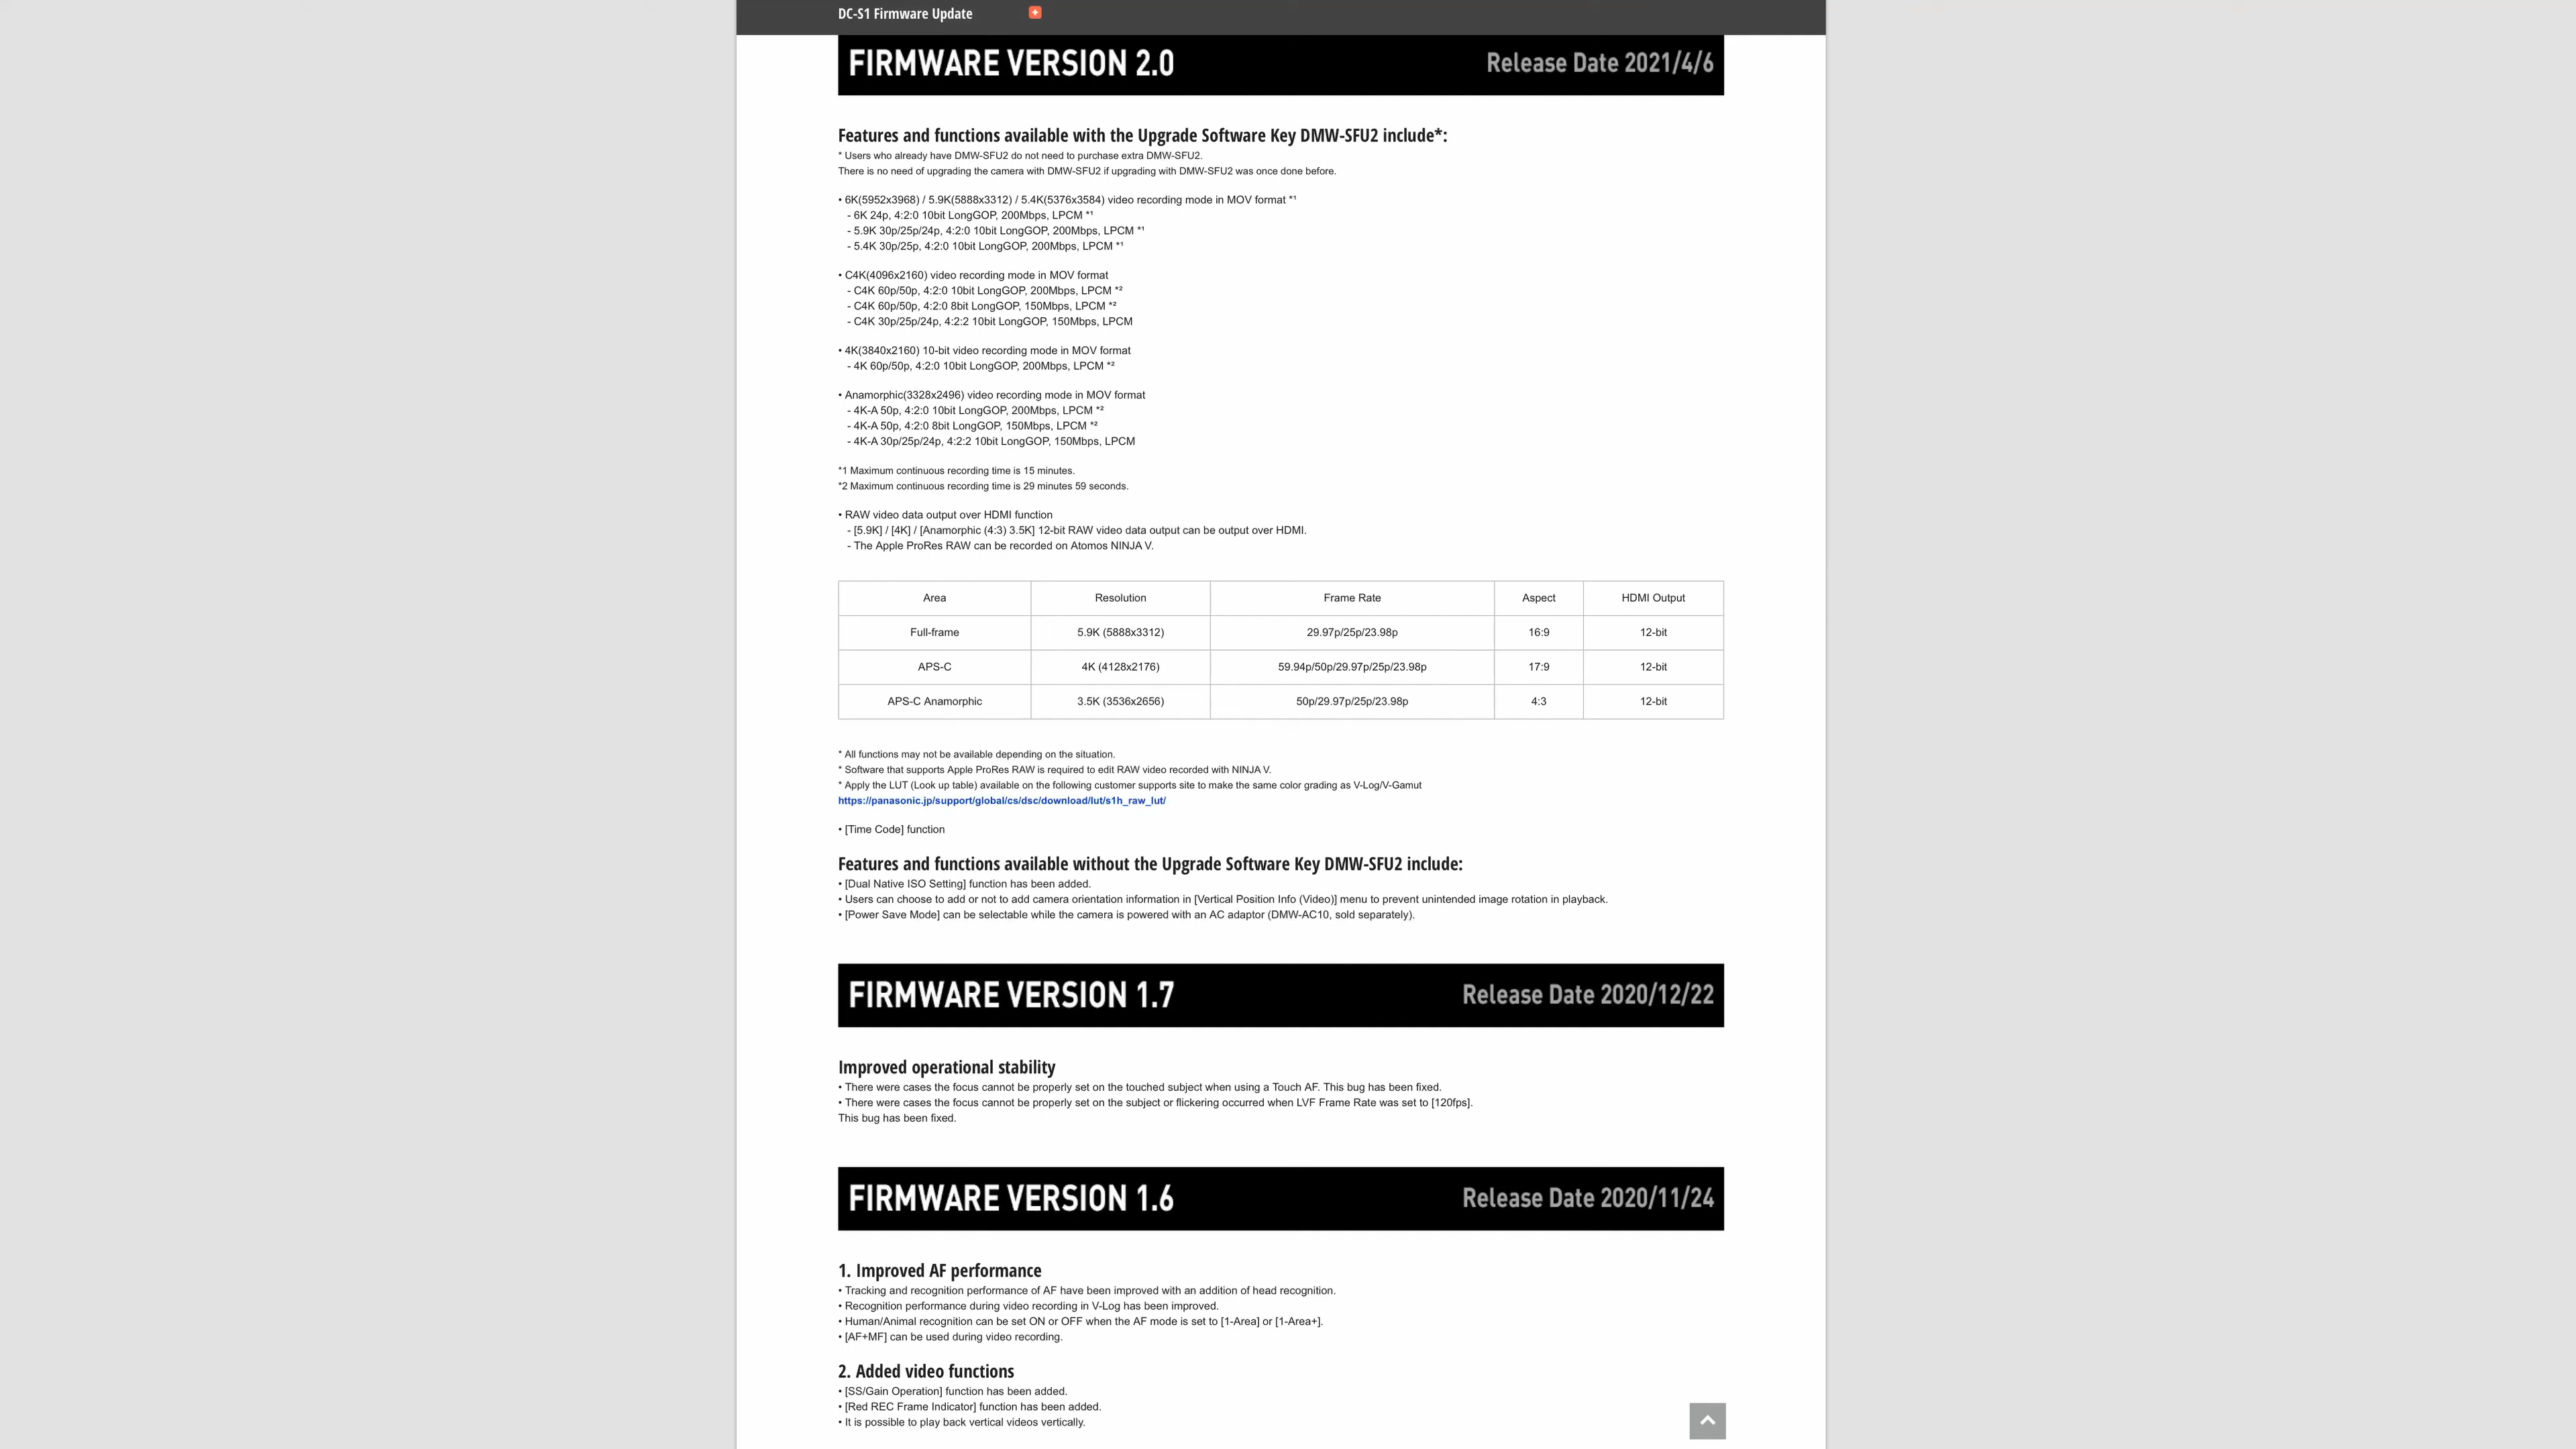 DC-S1 Firmware Update
FIRMWARE VERSION 2.0 Release Date 2021/4/6
Features and functions available with the Upgrade Software Key DMW-SFU2 include*:
* Users who already have DMW-SFU2 do not need to purchase extra DMW-SFU2.
There is no need of upgrading the camera with DMW-SFU2 if upgrading with DMW-SFU2 was once done before.
• 6K(5952x3968) / 5.9K(5888x3312) / 5.4K(5376x3584) video recording mode in MOV format *¹
- 6K 24p, 4:2:0 10bit LongGOP, 200Mbps, LPCM *¹
- 5.9K 30p/25p/24p, 4:2:0 10bit LongGOP, 200Mbps, LPCM *¹
- 5.4K 30p/25p, 4:2:0 10bit LongGOP, 200Mbps, LPCM *¹
• C4K(4096x2160) video recording mode in MOV format
- C4K 60p/50p, 4:2:0 10bit LongGOP, 200Mbps, LPCM *²
- C4K 60p/50p, 4:2:0 8bit LongGOP, 150Mbps, LPCM *²
- C4K 30p/25p/24p, 4:2:2 10bit LongGOP, 150Mbps, LPCM
• 4K(3840x2160) 10-bit video recording mode in MOV format
- 4K 60p/50p, 4:2:0 10bit LongGOP, 200Mbps, LPCM *²
• Anamorphic(3328x2496) video recording mode in MOV format
- 4K-A 50p, 4:2:0 10bit LongGOP, 200Mbps, LPCM *²
- 4K-A 50p, 4:2:0 8bit LongGOP, 150Mbps, LPCM *²
- 4K-A 30p/25p/24p, 4:2:2 10bit LongGOP, 150Mbps, LPCM
*1 Maximum continuous recording time is 15 minutes.
*2 Maximum continuous recording time is 29 minutes 59 seconds.
• RAW video data output over HDMI function
- [5.9K] / [4K] / [Anamorphic (4:3) 3.5K] 12-bit RAW video data output can be output over HDMI.
- The Apple ProRes RAW can be recorded on Atomos NINJA V.
Area Resolution Frame Rate Aspect HDMI Output
Full-frame 5.9K (5888x3312) 29.97p/25p/23.98p 16:9 12-bit
APS-C 4K (4128x2176) 59.94p/50p/29.97p/25p/23.98p 17:9 12-bit
APS-C Anamorphic 3.5K (3536x2656) 50p/29.97p/25p/23.98p 4:3 12-bit
* All functions may not be available depending on the situation.
* Software that supports Apple ProRes RAW is required to edit RAW video recorded with NINJA V.
* Apply the LUT (Look up table) available on the following customer supports site to make the same color grading as V-Log/V-Gamut
https://panasonic.jp/support/global/cs/dsc/download/lut/s1h_raw_lut/
• [Time Code] function
Features and functions available without the Upgrade Software Key DMW-SFU2 include:
• [Dual Native ISO Setting] function has been added.
• Users can choose to add or not to add camera orientation information in [Vertical Position Info (Video)] menu to prevent unintended image rotation in playback.
• [Power Save Mode] can be selectable while the camera is powered with an AC adaptor (DMW-AC10, sold separately).
FIRMWARE VERSION 1.7 Release Date 2020/12/22
Improved operational stability
• There were cases the focus cannot be properly set on the touched subject when using a Touch AF. This bug has been fixed.
• There were cases the focus cannot be properly set on the subject or flickering occurred when LVF Frame Rate was set to [120fps].
This bug has been fixed.
FIRMWARE VERSION 1.6 Release Date 2020/11/24
1. Improved AF performance
• Tracking and recognition performance of AF have been improved with an addition of head recognition.
• Recognition performance during video recording in V-Log has been improved.
• Human/Animal recognition can be set ON or OFF when the AF mode is set to [1-Area] or [1-Area+].
• [AF+MF] can be used during video recording.
2. Added video functions
• [SS/Gain Operation] function has been added.
• [Red REC Frame Indicator] function has been added.
• It is possible to play back vertical videos vertically.